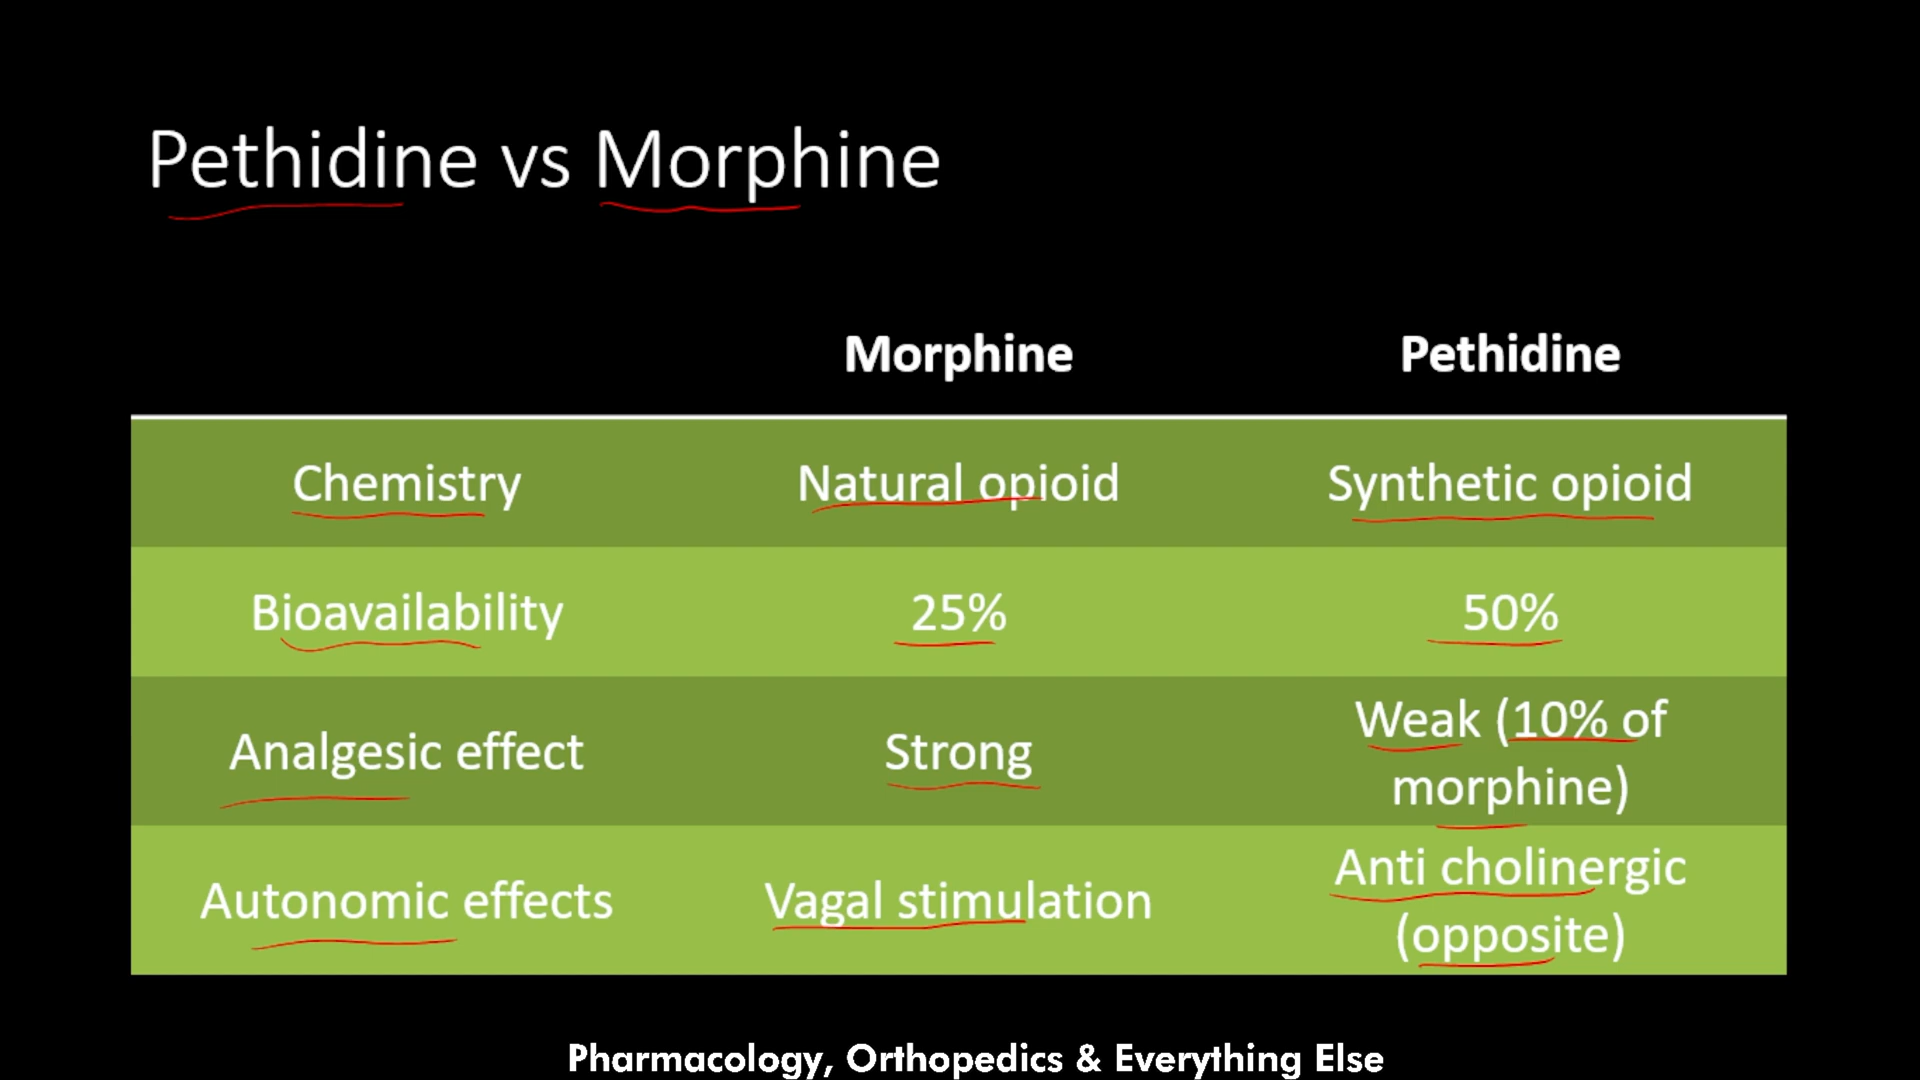 Pethidine vs Morphine
Morphine Pethidine
Chemistry Natural opioid Synthetic opioid
Bioavailability 25% 50%
Analgesic effect Strong Weak (10% of
morphine)
Autonomic effects Vagal stimulation Anti cholinergic
(opposite)
Pharmacology, Orthopedics & Everything Else